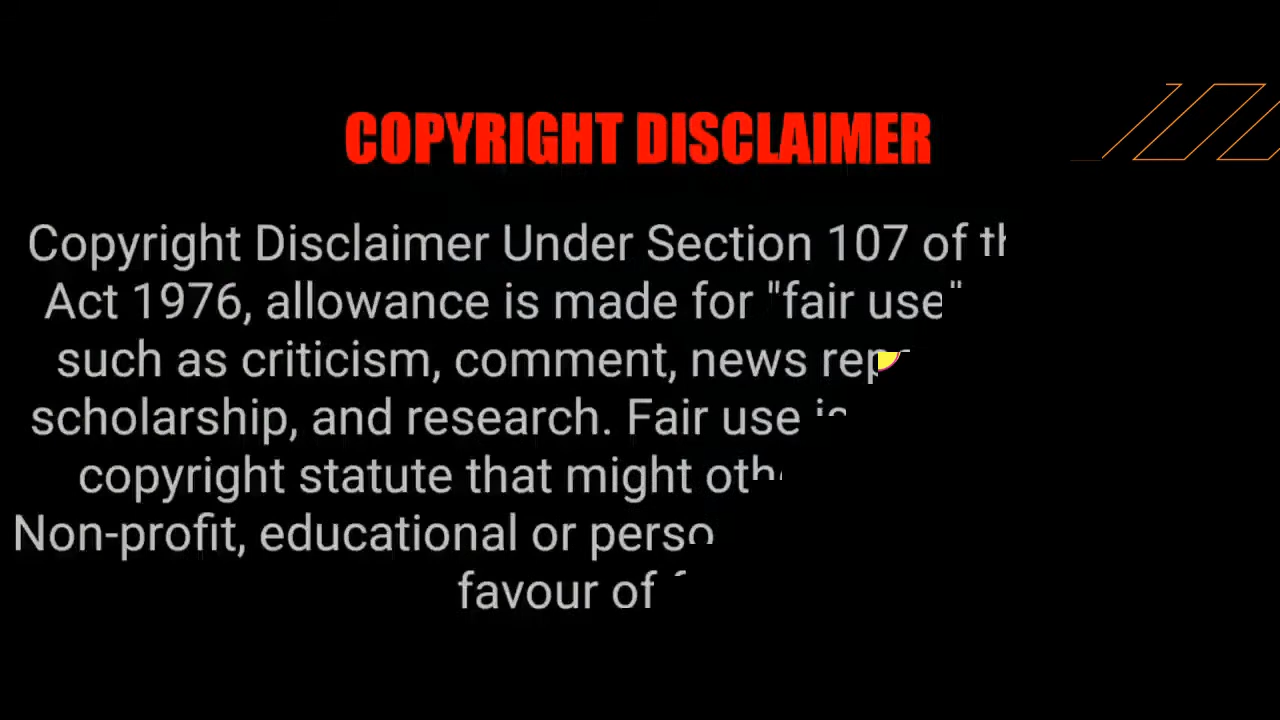 COPYRIGHT DISCLAIMER
Copyright Disclaimer Under Section 107 of
Act 1976, allowance is made for "fair use"
such as criticism, comment, news
scholarship, and research. Fair use
copyright statute that might
Non-profit, educational or
favour of